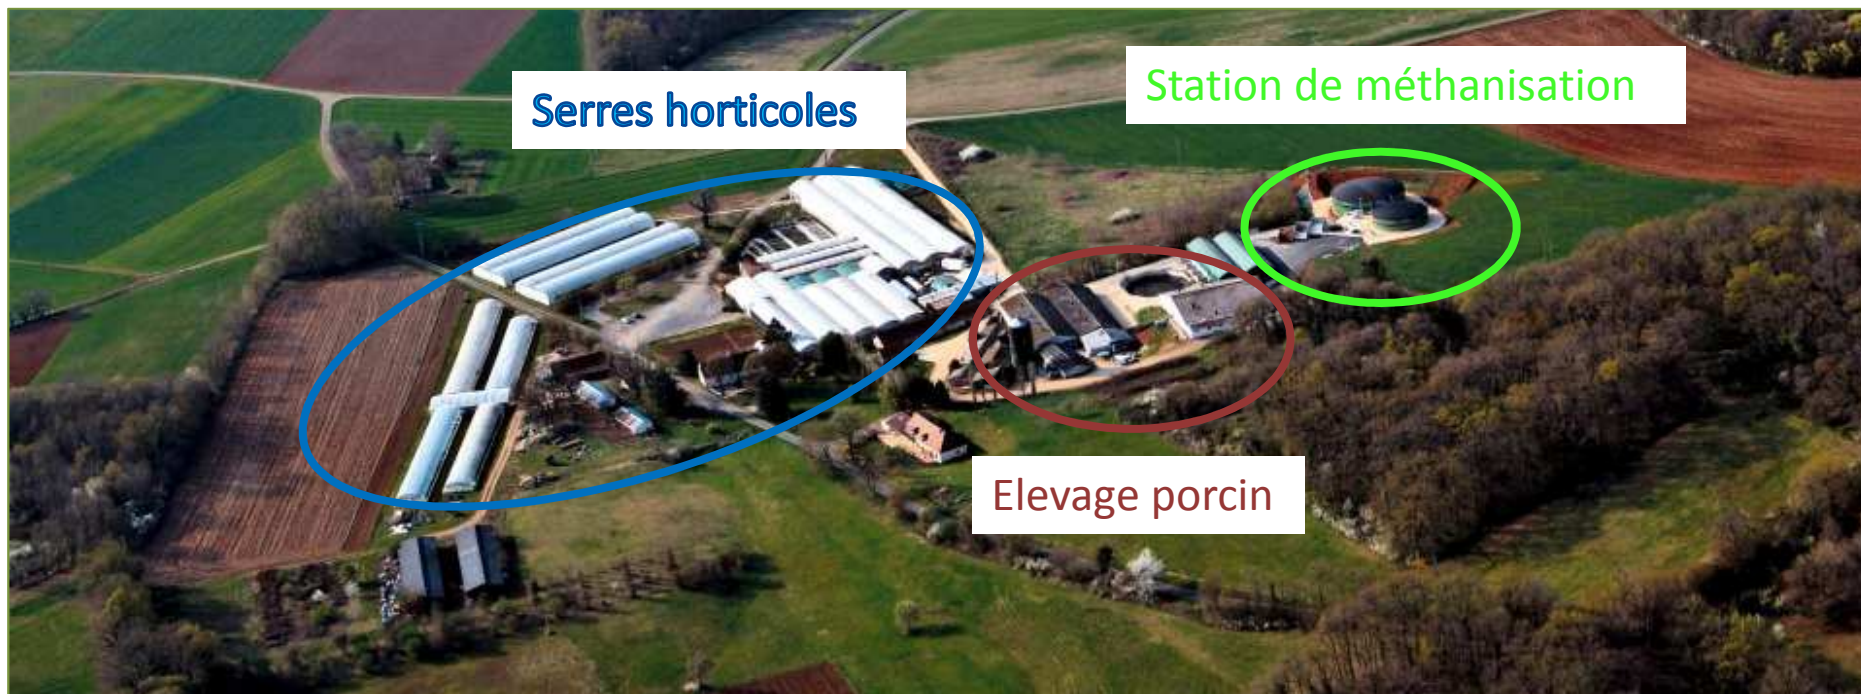 Serres horticoles
Station de méthanisation
Elevage porcin